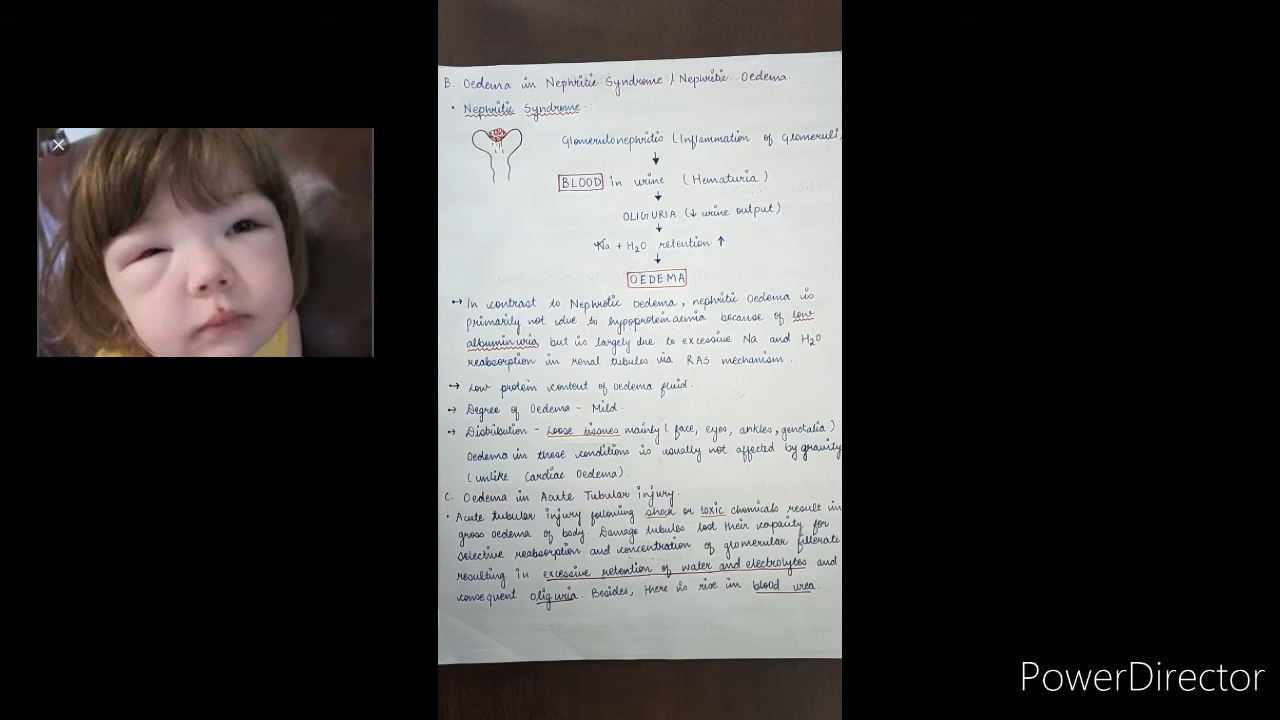 B. Oedema in Nephritic Syndrome / Nephritic Oedema.
• Nephritic Syndrome :
Glomerulonephritis (Inflammation of Glomeruli)
BLOOD in urine (Hematuria)
OLIGURIA (↓ urine output)
Na + H2O retention ↑
OEDEMA
↦ In contrast to Nephrotic oedema, nephritic Oedema is
primarily not due to hypoproteinaemia because of low
albuminuria but is largely due to excessive Na and H2O
reabsorption in renal tubules via RAS mechanism.
↦ Low protein content of oedema fluid.
↦ Degree of Oedema - Mild.
↦ Distribution - Loose tissues mainly (face, eyes, ankles, genetalia)
Oedema in these conditions is usually not affected by gravity
(unlike Cardiac Oedema).
C. Oedema in Acute Tubular injury.
• Acute tubular injury following shock or toxic chemicals result in
gross oedema of body. Damage tubules lost their capacity for
selective reabsorption and concentration of glomerular filterate
resulting in excessive retention of water and electrolytes and
consequent oliguria. Besides, there is rise in blood urea.
PowerDirector